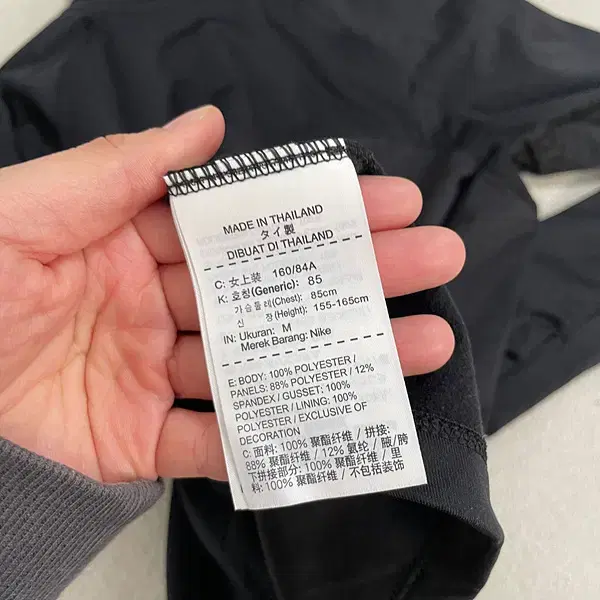 MADE IN THAILAND
タイ製
DIBUAT DI THAILAND
C: 女上装 160/84A
K: 호칭(Generic): 85
가슴둘레(Chest): 85cm
신 장(Height): 155-165cm
IN: Ukuran: M
Merek Barang: Nike
E: BODY: 100% POLYESTER /
PANELS: 88% POLYESTER / 12%
SPANDEX / GUSSET: 100%
POLYESTER / LINING: 100%
POLYESTER / EXCLUSIVE OF
DECORATION
C: 面料: 100% 聚酯纤维 / 拼接:
88% 聚酯纤维 / 12% 氨纶 / 腋/胯
下拼接部分: 100% 聚酯纤维 / 里
料: 100% 聚酯纤维 / 不包括装饰